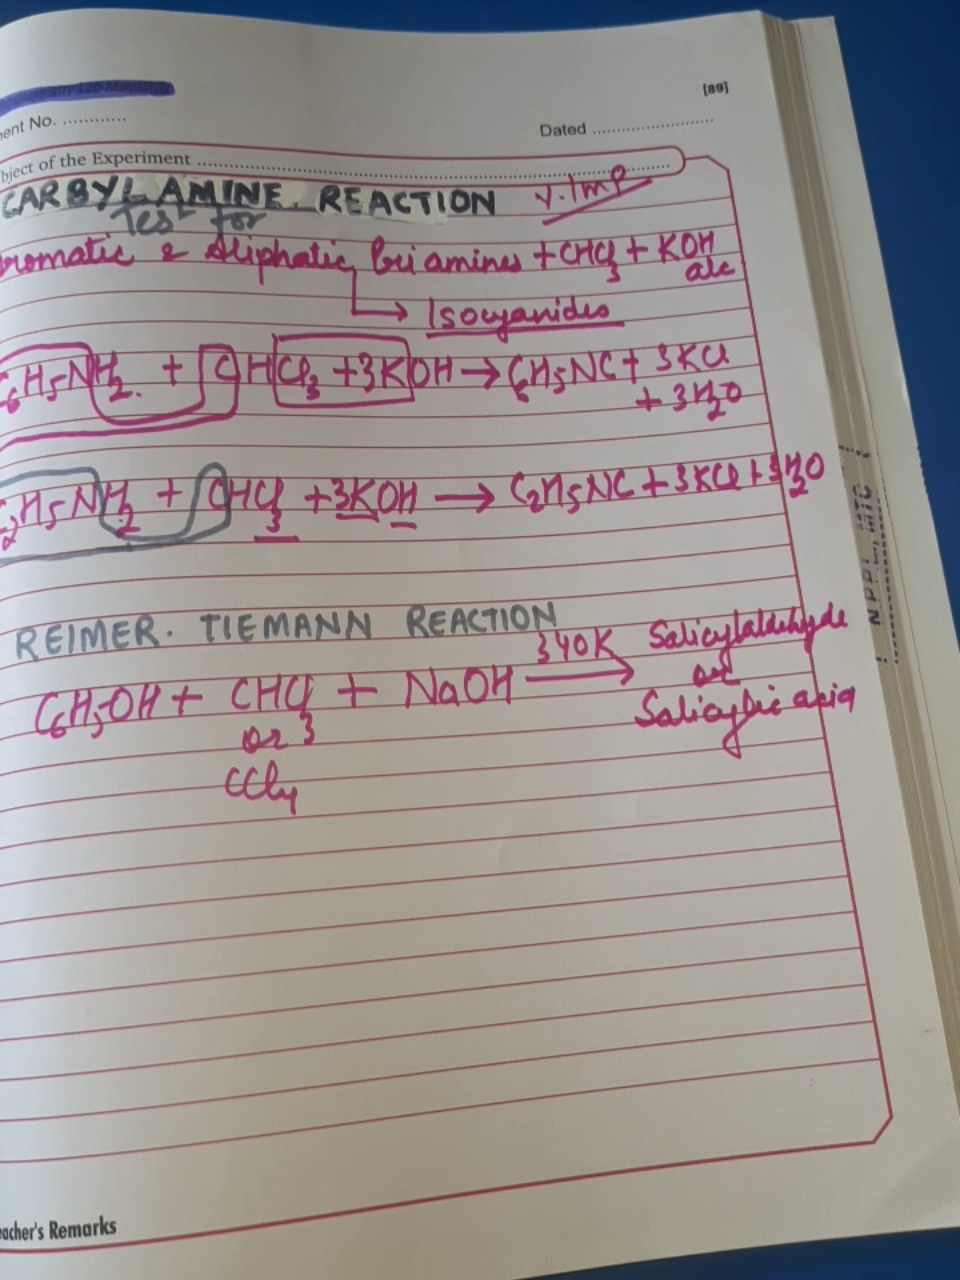 [89]
ent No. ............
Dated ........................
bject of the Experiment ........................
CARBYLAMINE. REACTION V.Imp
Test for
romatic & Aliphatic pri amines + CHCl3 + KOH
alc
Isocyanides
C6H5NH2. + CHCl3 + 3KOH → C6H5NC + 3KCl
+ 3H2O
C2H5NH2 + CHCl3 + 3KOH → C2H5NC + 3KCl + 3H2O
REIMER. TIEMANN REACTION
C6H5OH + CHCl3 + NaOH 340K → Salicylaldehyde
or or
CCl4 Salicylic acid
eacher's Remarks